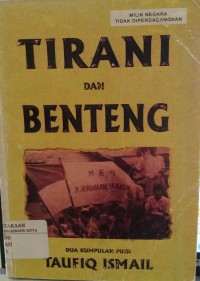 MILIK NEGARA
TIDAK DIPERDAGANGKAN
TIRANI
DAN
BENTENG
DUA KUMPULAN PUISI
TAUFIQ ISMAIL